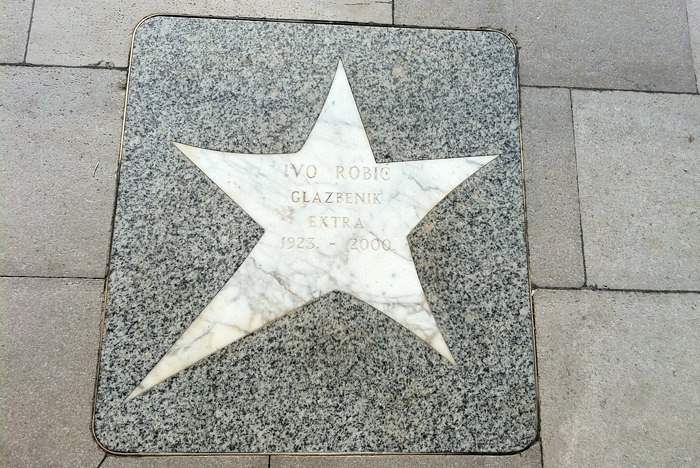 IVO ROBIĆ
GLAZBENIK
EXTRA
1923. - 2000.